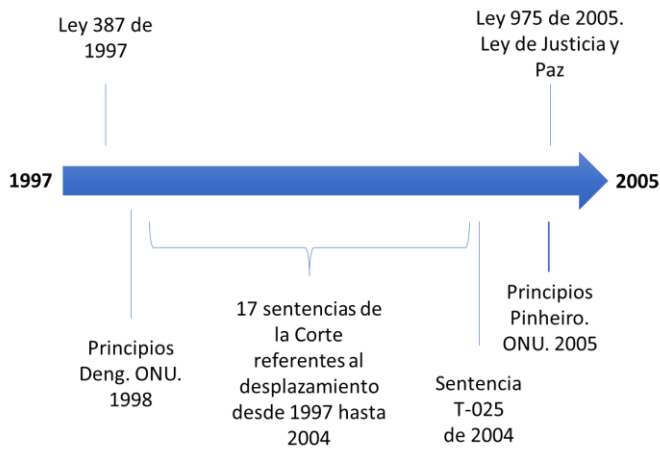 Ley 387 de
1997
Ley 975 de 2005.
Ley de Justicia y
Paz
1997
2005
Principios
Deng. ONU.
1998
17 sentencias de
la Corte
referentes al
desplazamiento
desde 1997 hasta
2004
Sentencia
T-025
de 2004
Principios
Pinheiro.
ONU. 2005